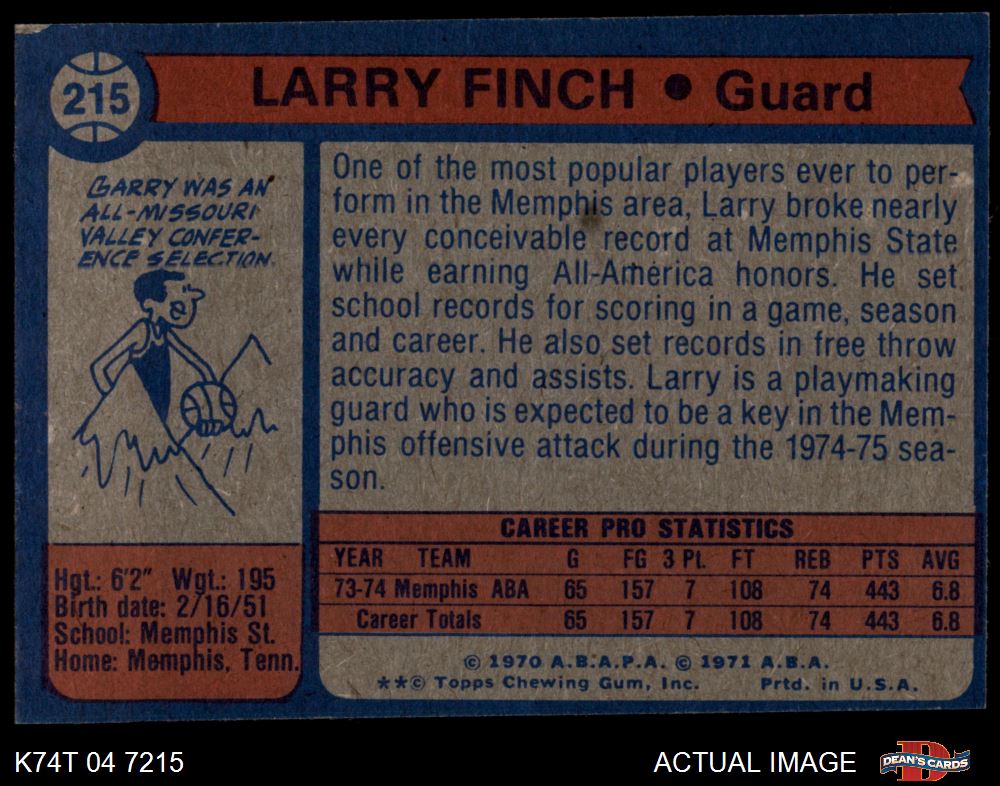 215
LARRY FINCH • Guard
LARRY WAS AN
ALL-MISSOURI
VALLEY CONFER-
ENCE SELECTION.
One of the most popular players ever to per-
form in the Memphis area, Larry broke nearly
every conceivable record at Memphis State
while earning All-America honors. He set
school records for scoring in a game, season
and career. He also set records in free throw
accuracy and assists. Larry is a playmaking
guard who is expected to be a key in the Mem-
phis offensive attack during the 1974-75 sea-
son.
Hgt.: 6'2" Wgt.: 195
Birth date: 2/16/51
School: Memphis St.
Home: Memphis, Tenn.
CAREER PRO STATISTICS
YEAR TEAM G FG 3 Pt. FT REB PTS AVG
73-74 Memphis ABA 65 157 7 108 74 443 6.8
Career Totals 65 157 7 108 74 443 6.8
© 1970 A.B.A.P.A. © 1971 A.B.A.
**© Topps Chewing Gum, Inc. Prtd. in U.S.A.
K74T 04 7215
ACTUAL IMAGE
D
DEAN'S CARDS